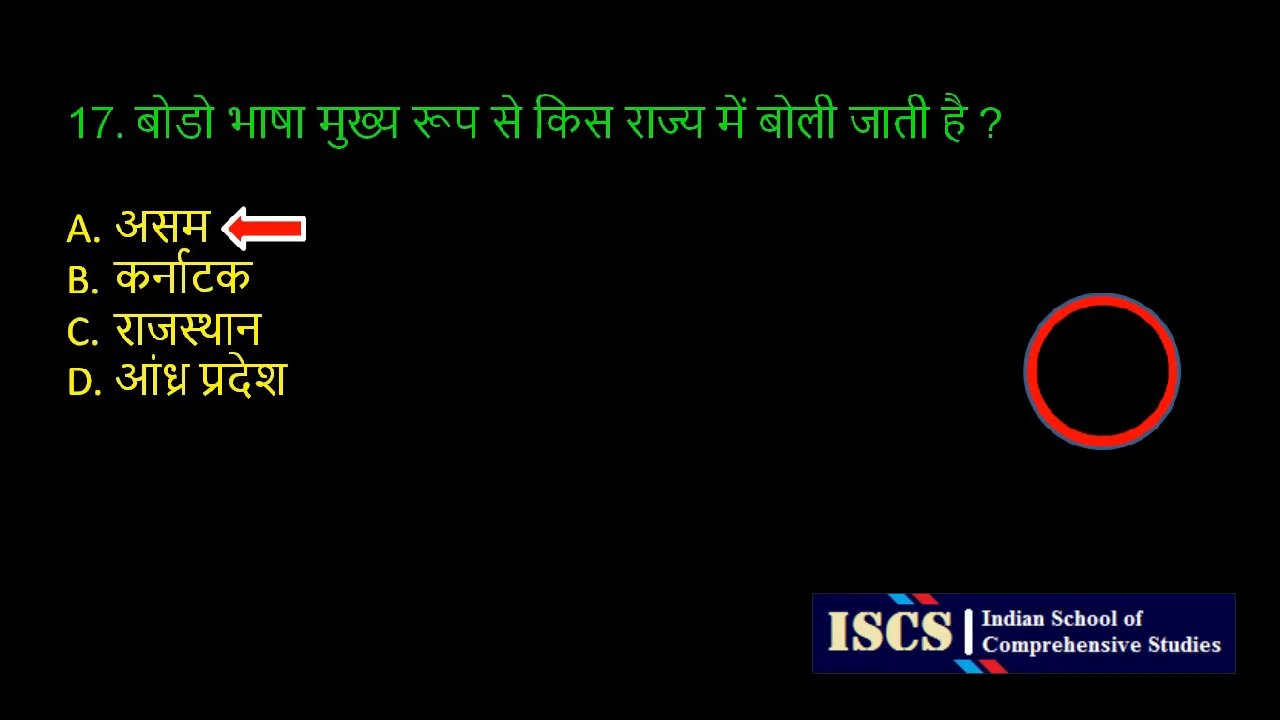 17. बोडो भाषा मुख्य रूप से किस राज्य में बोली जाती है ?
A. असम
B. कर्नाटक
C. राजस्थान
D. आंध्र प्रदेश
ISCS
Indian School of
Comprehensive Studies